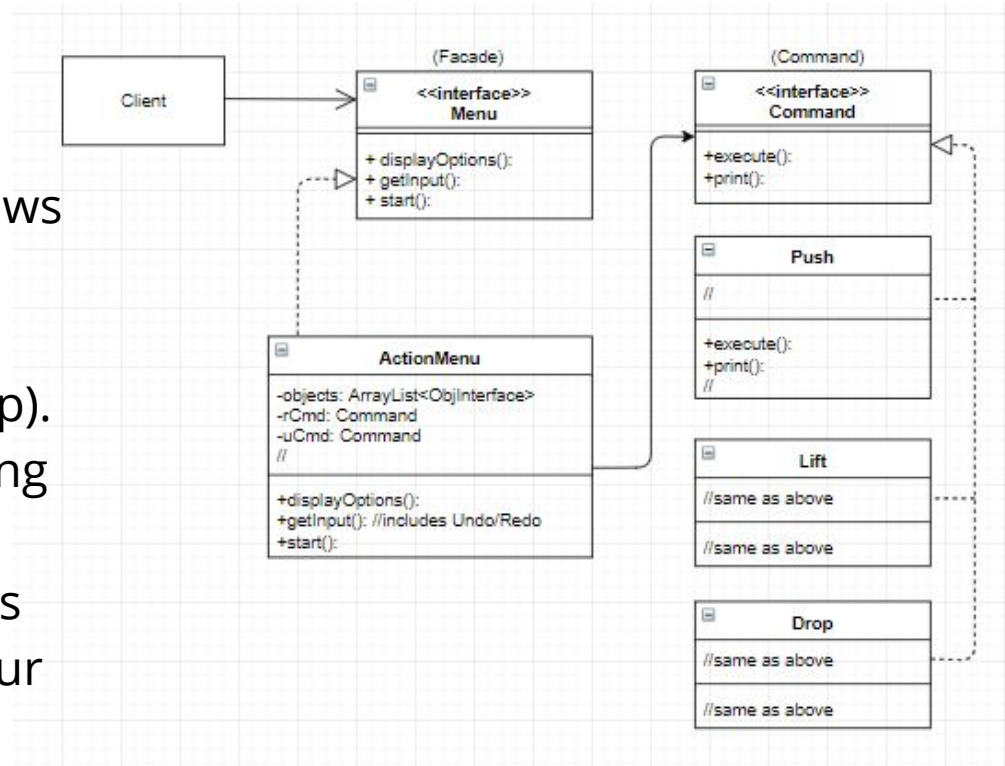 ws
p).
ng
s
ur
Client
(Facade)
<<interface>>
Menu
+ displayOptions():
+ getInput():
+ start():
ActionMenu
-objects: ArrayList<ObjInterface>
-rCmd: Command
-uCmd: Command
//
+displayOptions():
+getInput(): //includes Undo/Redo
+start():
(Command)
<<interface>>
Command
+execute():
+print():
Push
//
+execute():
+print():
//
Lift
//same as above
//same as above
Drop
//same as above
//same as above